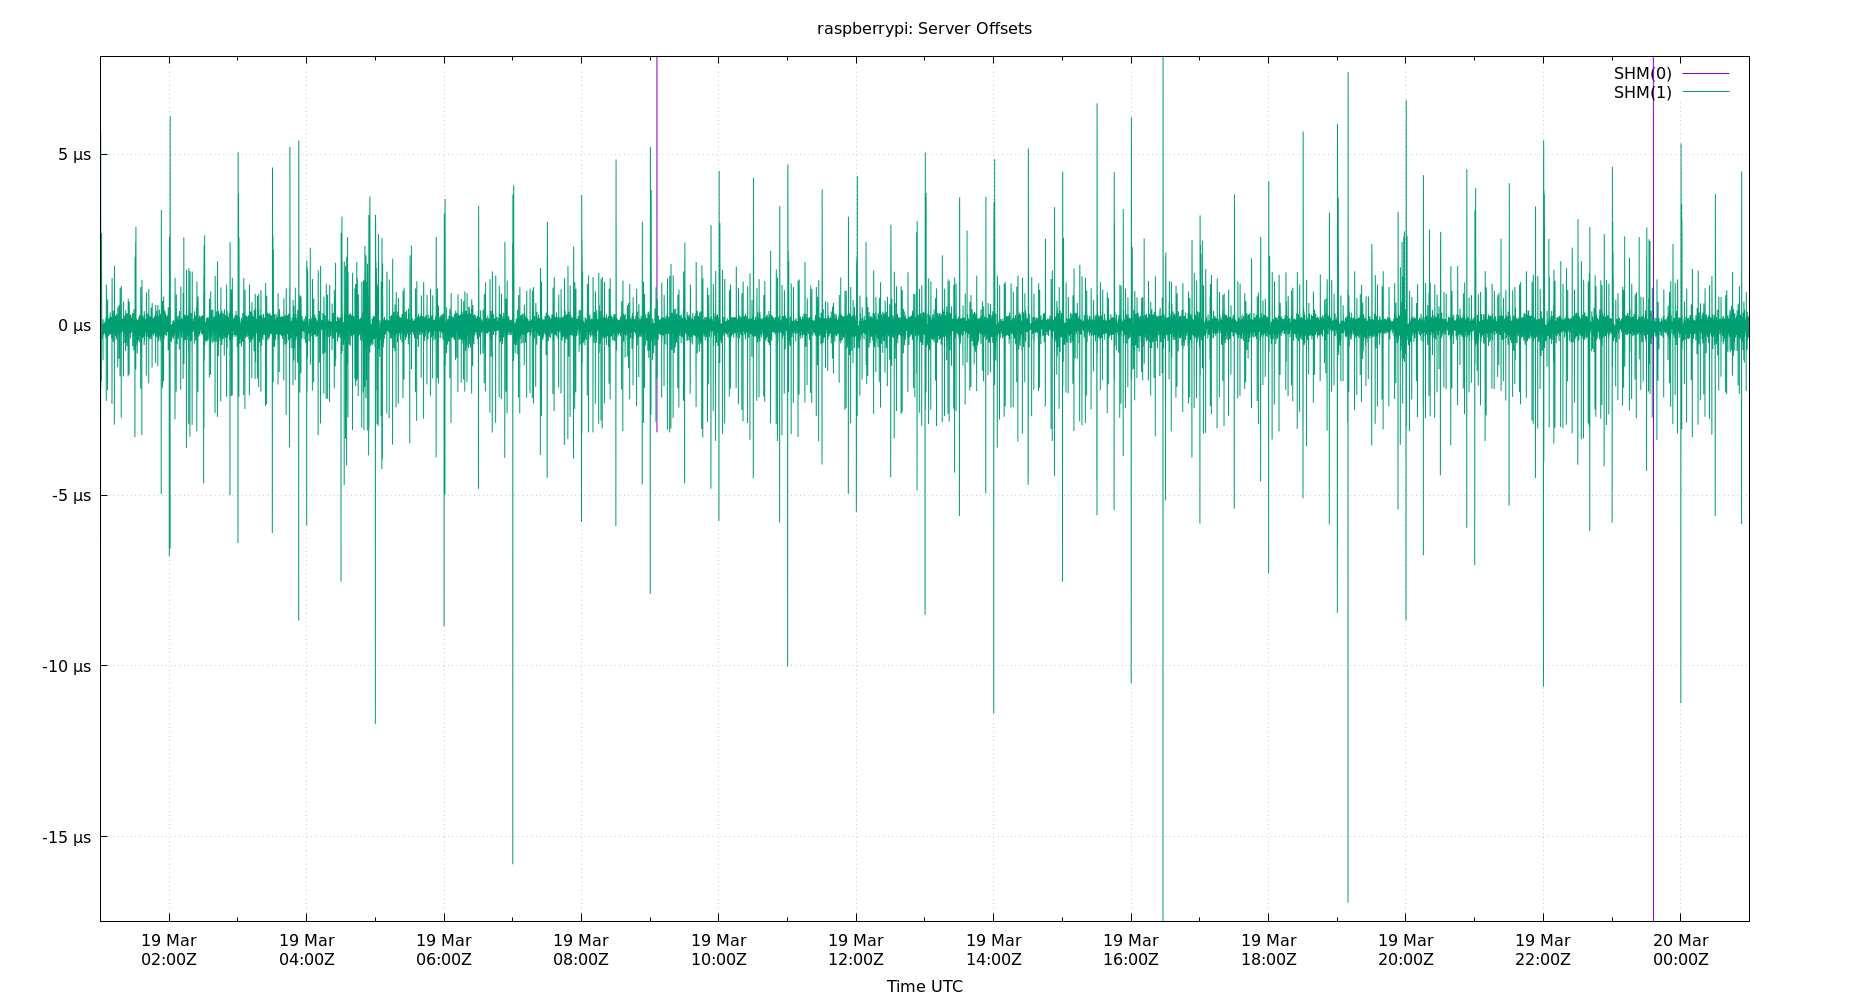 raspberrypi: Server Offsets
SHM(0)
SHM(1)
5 µs
0 µs
-5 µs
-10 µs
-15 µs
19 Mar 19 Mar 19 Mar 19 Mar 19 Mar 19 Mar 19 Mar 19 Mar 19 Mar 19 Mar 19 Mar 20 Mar
02:00Z 04:00Z 06:00Z 08:00Z 10:00Z 12:00Z 14:00Z 16:00Z 18:00Z 20:00Z 22:00Z 00:00Z
Time UTC